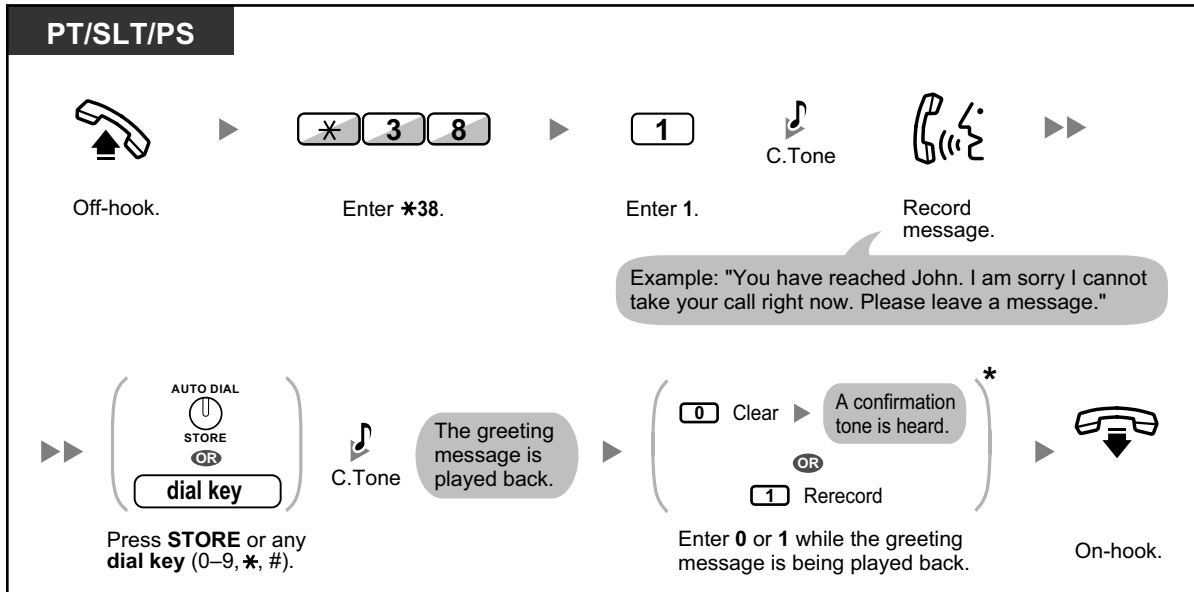 PT/SLT/PS
* 3 8
1
C.Tone
Off-hook.
Enter *38.
Enter 1.
Record
message.
Example: "You have reached John. I am sorry I cannot
take your call right now. Please leave a message."
AUTO DIAL
STORE
OR
dial key
C.Tone
The greeting
message is
played back.
0 Clear
A confirmation
tone is heard.
*
OR
1 Rerecord
Press STORE or any
dial key (0–9, *, #).
Enter 0 or 1 while the greeting
message is being played back.
On-hook.